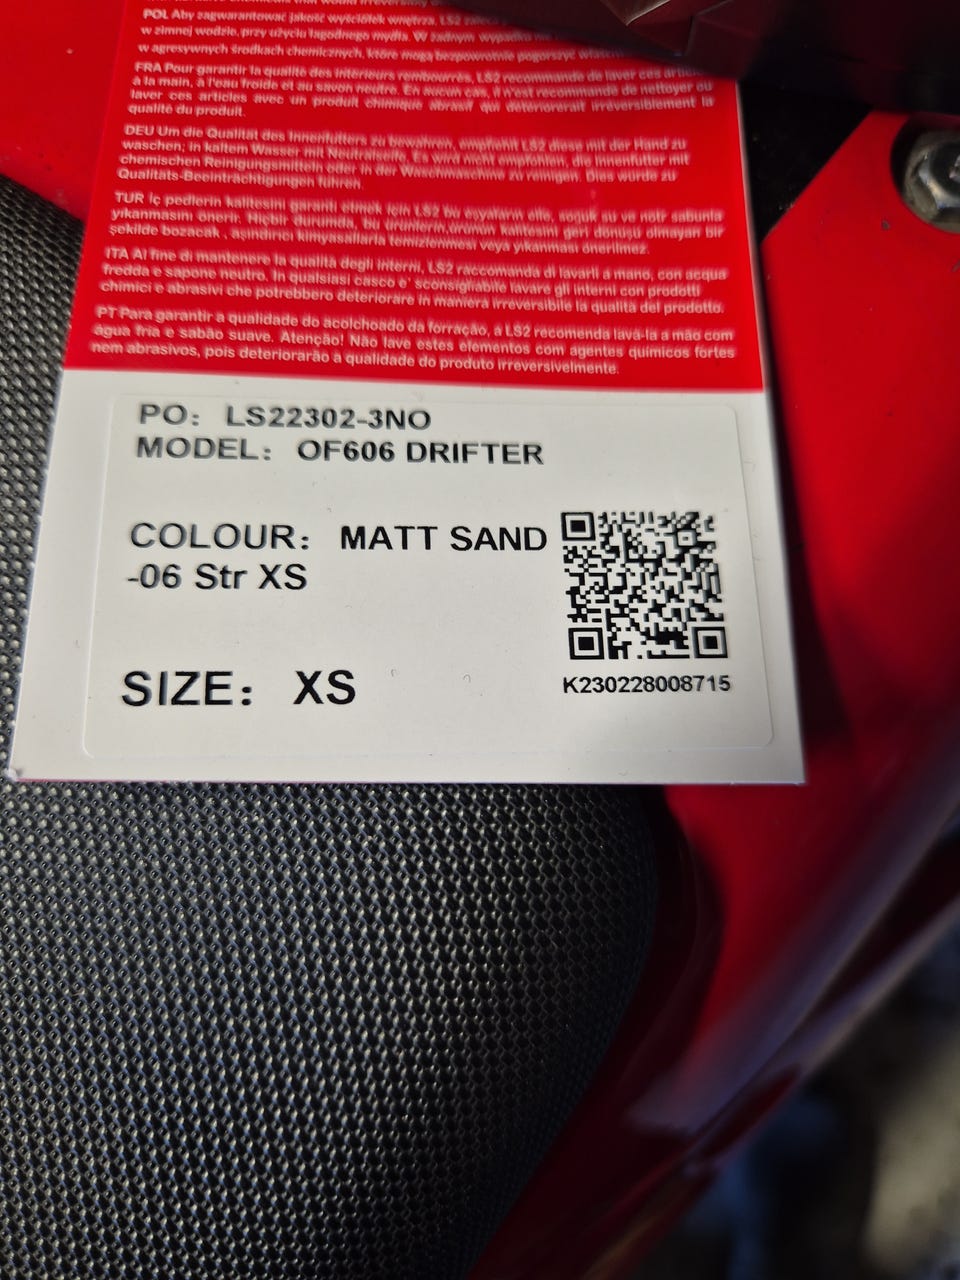 POL Aby zagwarantować jakość wyściółek wnętrza, LS2
w zimnej wodzie, przy użyciu łagodnego mydła. W żadnym
w agresywnych środkach chemicznych, które mogą bezpowrotnie pogorszyć
FRA Pour garantir la qualité des intérieurs rembourrés, LS2 recommande de laver ces
à la main, à l'eau froide et au savon neutre. En aucun cas, il n'est recommandé de nettoyer ou
laver ces articles avec un produit chimique abrasif qui détériorerait irréversiblement la
qualité du produit.
DEU Um die Qualität des Innenfutters zu bewahren, empfiehlt LS2 diese mit der Hand zu
waschen; in kaltem Wasser mit Neutralseife. Es wird nicht empfohlen, die Innenfutter mit
chemischen Reinigungsmitteln oder in der Waschmaschine zu reinigen. Dies würde zu
Qualitäts-Beeinträchtigungen führen.
TUR İç pedlerin kalitesini garanti etmek için LS2 bu eşyaların elle, soğuk su ve nötr sabunla
yıkanmasını önerir. Hiçbir durumda, bu ürünlerin ürünün kalitesini geri dönüşü olmayan bir
şekilde bozacak , aşındırıcı kimyasallarla temizlenmesi veya yıkanması önerilmez.
ITA Al fine di mantenere la qualità degli interni, LS2 raccomanda di lavarli a mano, con acqua
fredda e sapone neutro. In qualsiasi casco e' sconsigliabile lavare gli interni con prodotti
chimici e abrasivi che potrebbero deteriorare in maniera irreversibile la qualità del prodotto.
PT Para garantir a qualidade do acolchoado da forração, a LS2 recomenda lavá-la a mão com
água fria e sabão suave. Atenção! Não lave estes elementos com agentes químicos fortes
nem abrasivos, pois deteriorarão a qualidade do produto irreversivelmente.
PO: LS22302-3NO
MODEL: OF606 DRIFTER
COLOUR: MATT SAND
-06 Str XS
SIZE: XS
K230228008715